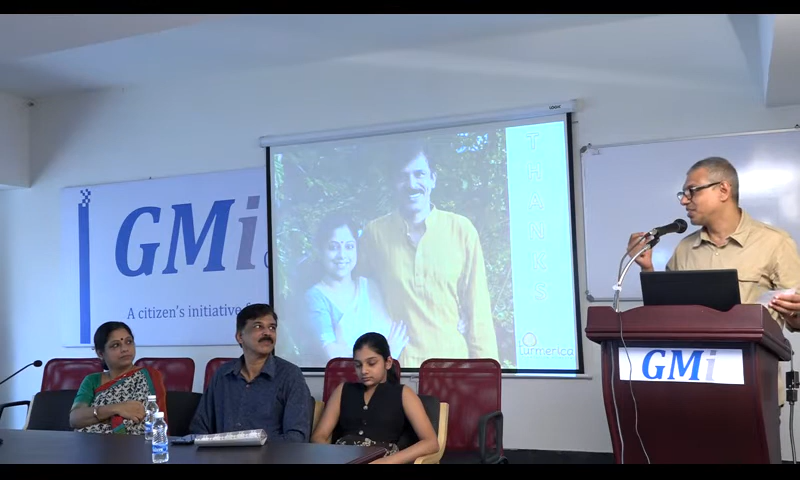 GMi
A citizen's initiative
THANKS
turmerica
GMi